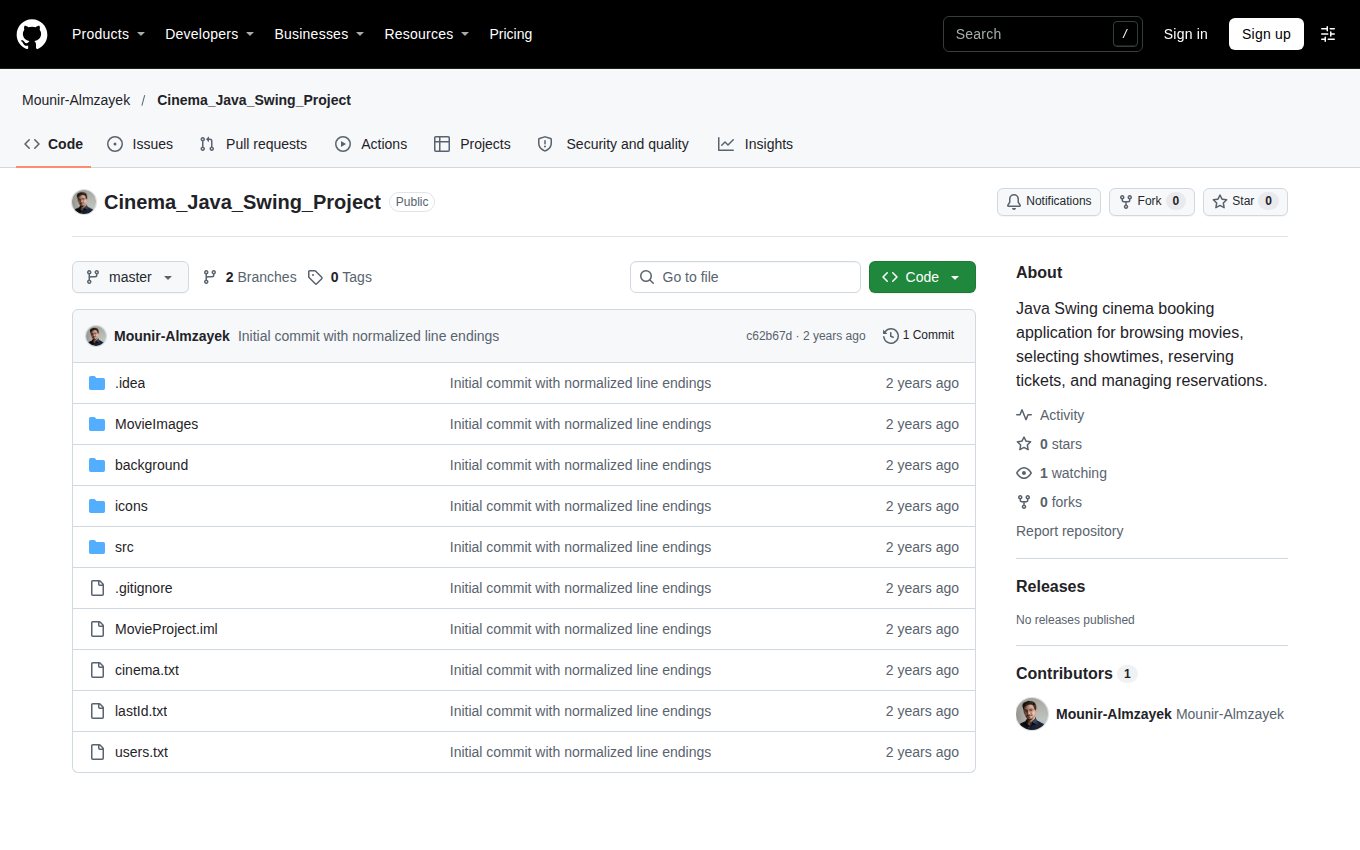 Products Developers Businesses Resources Pricing Search / Sign in Sign up
Mounir-Almzayek / Cinema_Java_Swing_Project
Code Issues Pull requests Actions Projects Security and quality Insights
Cinema_Java_Swing_Project Public Notifications Fork 0 Star 0
master 2 Branches 0 Tags Go to file Code
Mounir-Almzayek Initial commit with normalized line endings c62b67d · 2 years ago 1 Commit
.idea Initial commit with normalized line endings 2 years ago
MovieImages Initial commit with normalized line endings 2 years ago
background Initial commit with normalized line endings 2 years ago
icons Initial commit with normalized line endings 2 years ago
src Initial commit with normalized line endings 2 years ago
.gitignore Initial commit with normalized line endings 2 years ago
MovieProject.iml Initial commit with normalized line endings 2 years ago
cinema.txt Initial commit with normalized line endings 2 years ago
lastId.txt Initial commit with normalized line endings 2 years ago
users.txt Initial commit with normalized line endings 2 years ago
About
Java Swing cinema booking
application for browsing movies,
selecting showtimes, reserving
tickets, and managing reservations.
Activity
0 stars
1 watching
0 forks
Report repository
Releases
No releases published
Contributors 1
Mounir-Almzayek Mounir-Almzayek